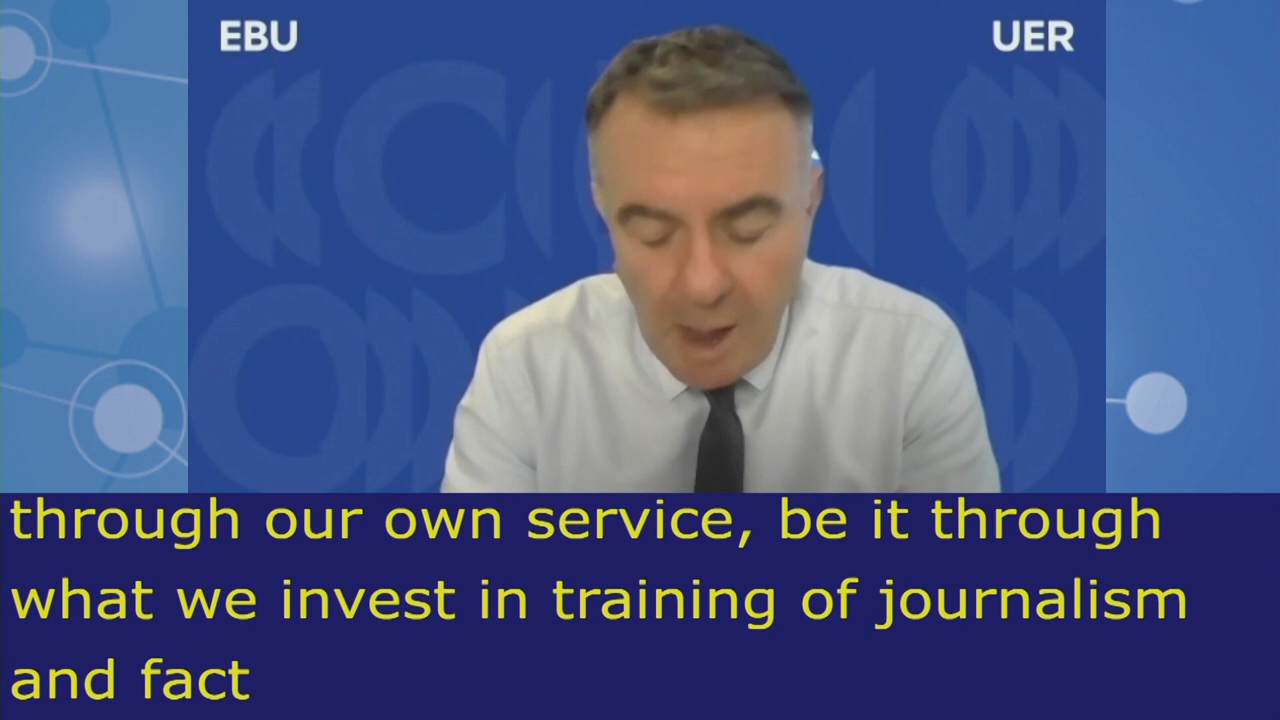 EBU
UER
through our own service, be it through
what we invest in training of journalism
and fact